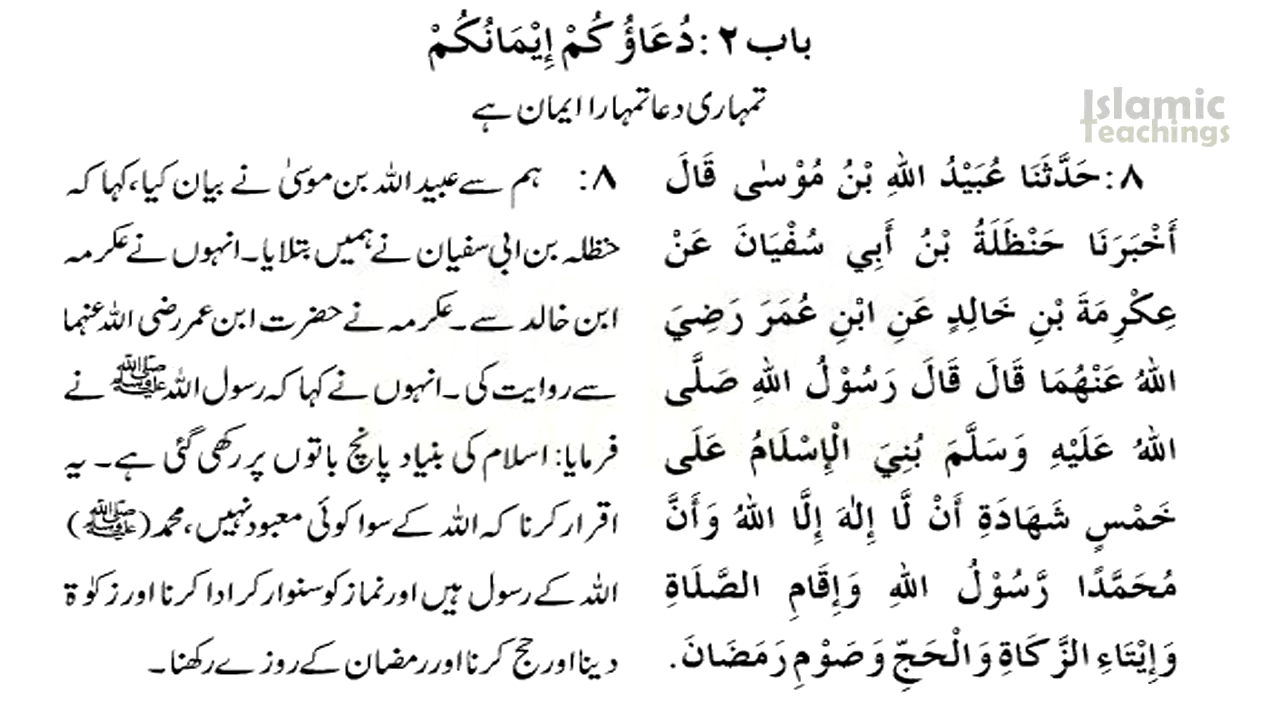 باب ۲: دُعَاؤُكُمْ إِيْمَانُكُمْ
تمہاری دعا تمہارا ایمان ہے
Islamic
Teachings
۸: حَدَّثَنَا عُبَيْدُ اللهِ بْنُ مُوْسٰى قَالَ
أَخْبَرَنَا حَنْظَلَةُ بْنُ أَبِي سُفْيَانَ عَنْ
عِكْرِمَةَ بْنِ خَالِدٍ عَنِ ابْنِ عُمَرَ رَضِيَ
اللهُ عَنْهُمَا قَالَ قَالَ رَسُوْلُ اللهِ صَلَّى
اللهُ عَلَيْهِ وَسَلَّمَ بُنِيَ الْإِسْلَامُ عَلَى
خَمْسٍ شَهَادَةِ أَنْ لَّا إِلٰهَ إِلَّا اللهُ وَأَنَّ
مُحَمَّدًا رَّسُوْلُ اللهِ وَإِقَامِ الصَّلَاةِ
وَإِيْتَاءِ الزَّكَاةِ وَالْحَجِّ وَصَوْمِ رَمَضَانَ.
۸: ہم سے عبید اللہ بن موسیٰ نے بیان کیا، کہا کہ
حنظلہ بن ابی سفیان نے ہمیں بتلایا۔ انہوں نے عکرمہ
ابن خالد سے۔ عکرمہ نے حضرت ابن عمر رضی اللہ عنہما
سے روایت کی۔ انہوں نے کہا کہ رسول اللہ ﷺ نے
فرمایا: اسلام کی بنیاد پانچ باتوں پر رکھی گئی ہے۔ یہ
اقرار کرنا کہ اللہ کے سوا کوئی معبود نہیں، محمد (ﷺ)
اللہ کے رسول ہیں اور نماز کو سنوار کر ادا کرنا اور زکوٰۃ
دینا اور حج کرنا اور رمضان کے روزے رکھنا۔